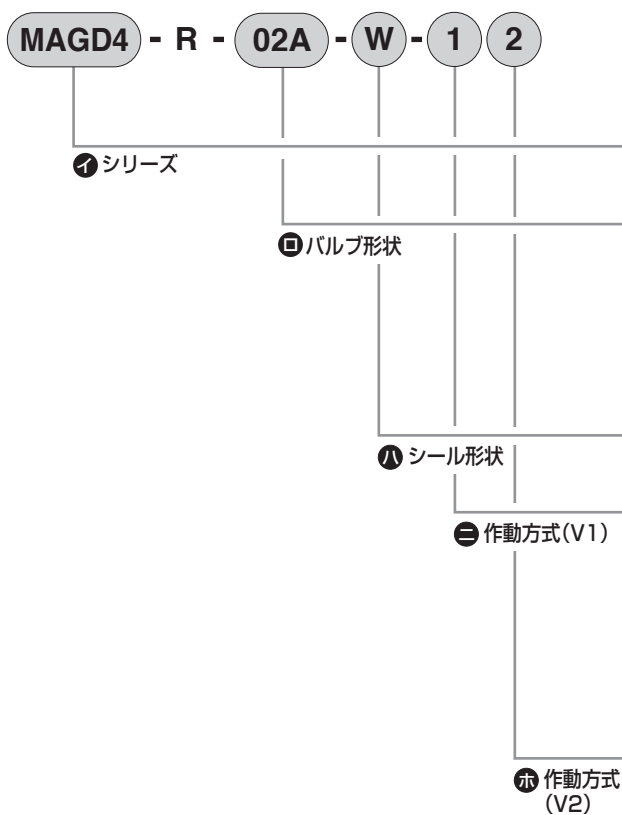 MAGD4 - R - 02A - W - 1 2
イ シリーズ
ロ バルブ形状
ハ シール形状
ニ 作動方式(V1)
ホ 作動方式
(V2)